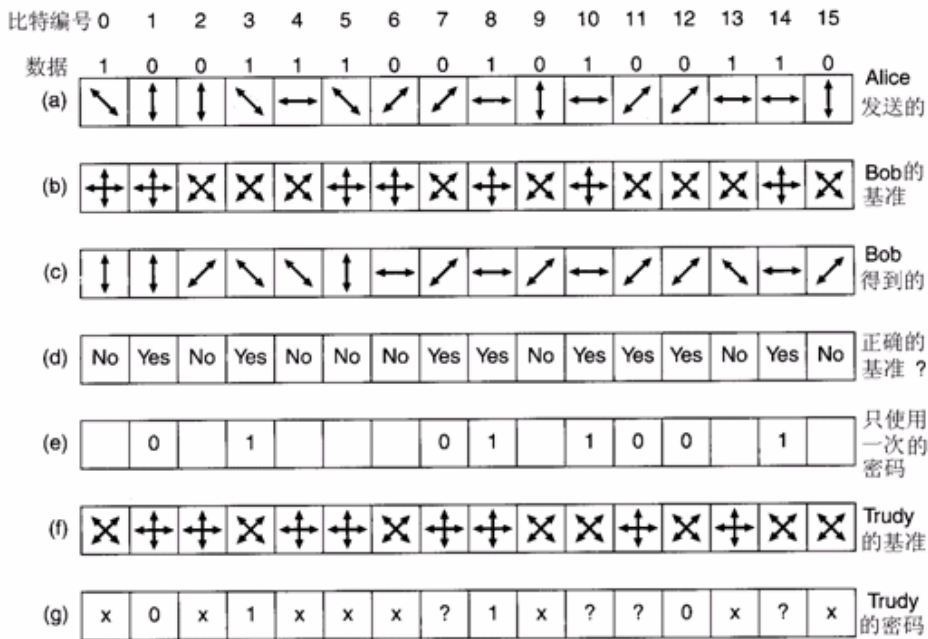 比特编号 0 1 2 3 4 5 6 7 8 9 10 11 12 13 14 15
数据 1 0 0 1 1 1 0 0 1 0 1 0 0 1 1 0
(a) Alice
发送的
(b) Bob的
基准
(c) Bob
得到的
(d) No Yes No Yes No No No Yes Yes No Yes Yes Yes No Yes No 正确的
基准 ?
(e) 0 1 0 1 1 0 0 1 只使用
一次的
密码
(f) Trudy
的基准
(g) x 0 x 1 x x x ? 1 x ? ? 0 x ? x Trudy
的密码